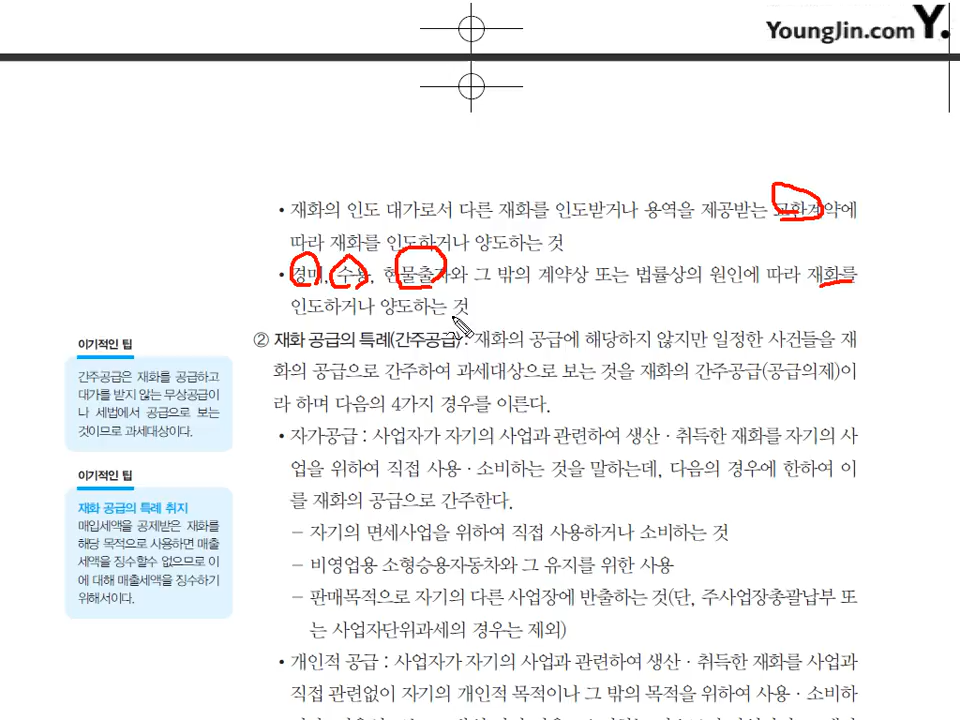 YoungJin.com Y.
• 재화의 인도 대가로서 다른 재화를 인도받거나 용역을 제공받는 교환계약에
따라 재화를 인도하거나 양도하는 것
• 경매, 수용, 현물출자와 그 밖의 계약상 또는 법률상의 원인에 따라 재화를
인도하거나 양도하는 것
② 재화 공급의 특례(간주공급) : 재화의 공급에 해당하지 않지만 일정한 사건들을 재
화의 공급으로 간주하여 과세대상으로 보는 것을 재화의 간주공급(공급의제)이
라 하며 다음의 4가지 경우를 이른다.
• 자가공급 : 사업자가 자기의 사업과 관련하여 생산 · 취득한 재화를 자기의 사
업을 위하여 직접 사용 · 소비하는 것을 말하는데, 다음의 경우에 한하여 이
를 재화의 공급으로 간주한다.
– 자기의 면세사업을 위하여 직접 사용하거나 소비하는 것
– 비영업용 소형승용자동차와 그 유지를 위한 사용
– 판매목적으로 자기의 다른 사업장에 반출하는 것(단, 주사업장총괄납부 또
는 사업자단위과세의 경우는 제외)
• 개인적 공급 : 사업자가 자기의 사업과 관련하여 생산 · 취득한 재화를 사업과
직접 관련없이 자기의 개인적 목적이나 그 밖의 목적을 위하여 사용 · 소비하
이기적인 팁
간주공급은 재화를 공급하고
대가를 받지 않는 무상공급이
나 세법에서 공급으로 보는
것이므로 과세대상이다.
이기적인 팁
재화 공급의 특례 취지
매입세액을 공제받은 재화를
해당 목적으로 사용하면 매출
세액을 징수할수 없으므로 이
에 대해 매출세액을 징수하기
위해서이다.